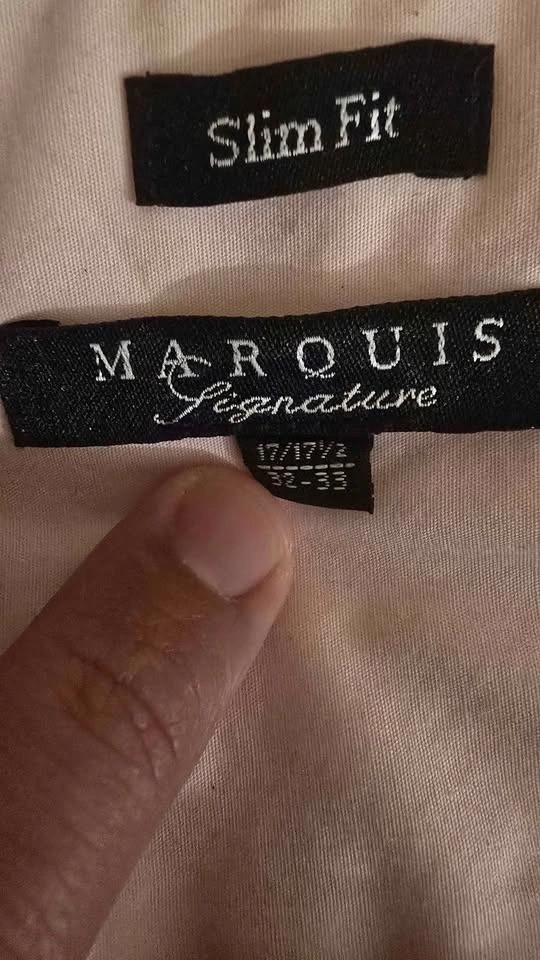 Slim Fit
MARQUIS
Signature
17/17½
32-33